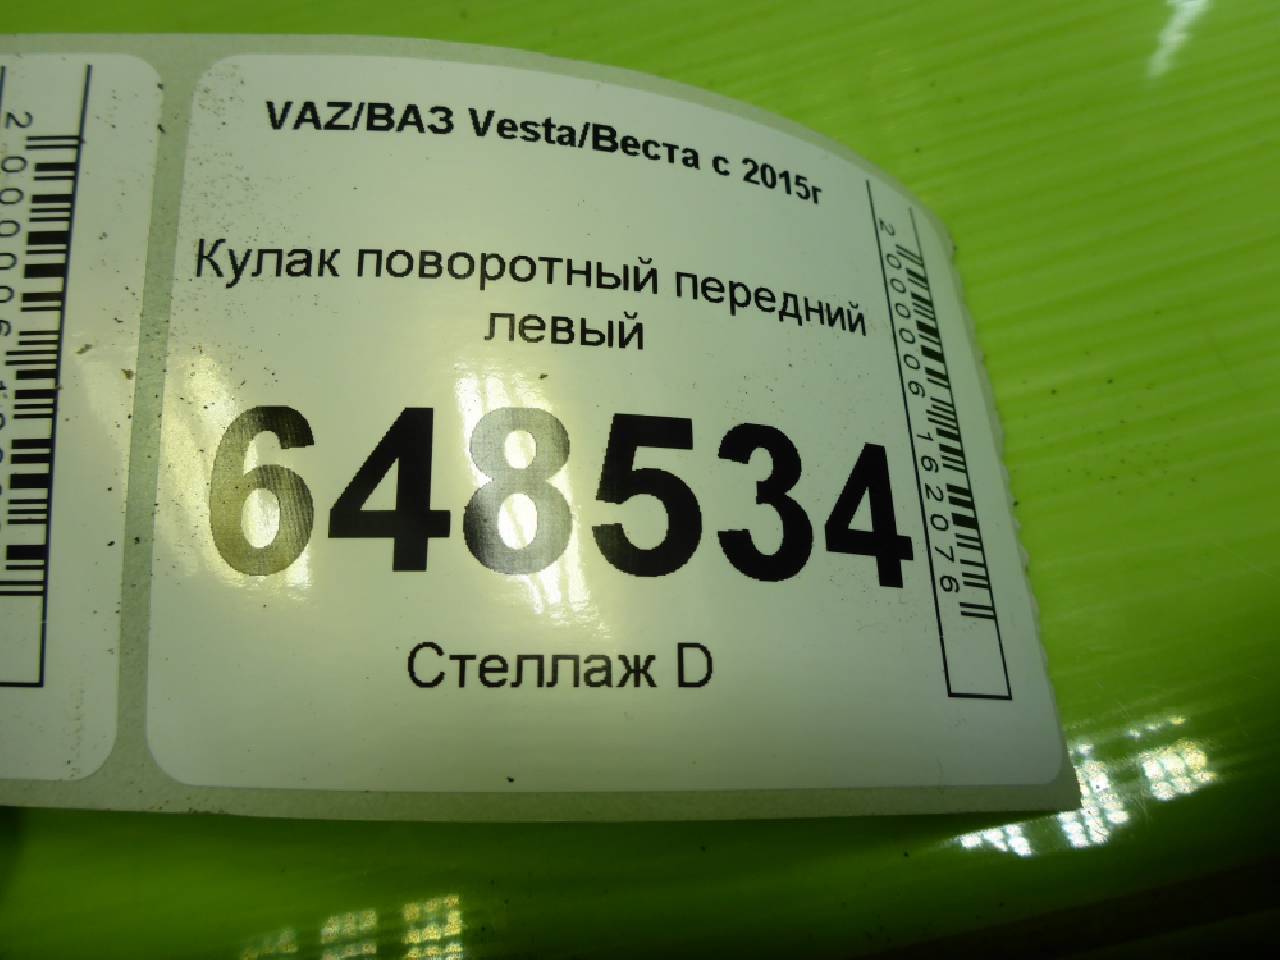 VAZ/ВАЗ Vesta/Веста с 2015г
Кулак поворотный передний
левый
648534
Стеллаж D
2000006162076